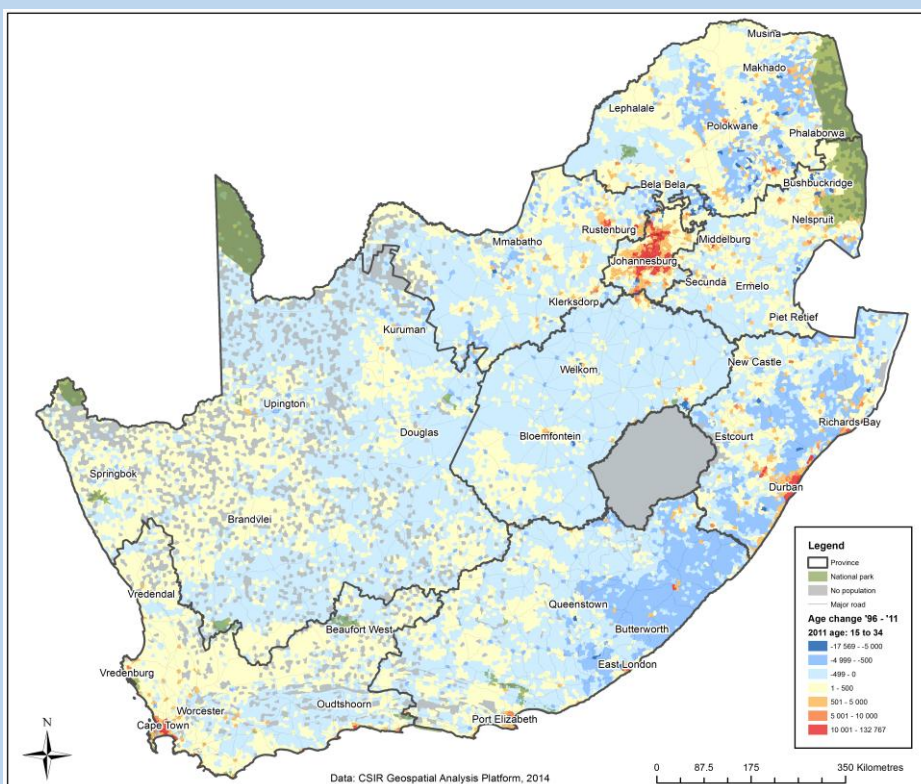 Musina
Makhado
Lephalale
Polokwane
Phalaborwa
Bela Bela
Bushbuckridge
Rustenburg
Nelspruit
Mmabatho
Middelburg
Johannesburg
Secunda
Ermelo
Klerksdorp
Piet Retief
Kuruman
New Castle
Welkom
Upington
Douglas
Bloemfontein
Estcourt
Richards Bay
Springbok
Durban
Brandvlei
Vredendal
Queenstown
Beaufort West
Butterworth
Vredenburg
East London
Oudtshoorn
Worcester
Port Elizabeth
Cape Town
Legend
Province
National park
No population
Major road
Age change '96 - '11
2011 age: 15 to 34
-17 569 - -5 000
-4 999 - -500
-499 - 0
1 - 500
501 - 5 000
5 001 - 10 000
10 001 - 132 767
N
0 87.5 175 350 Kilometres
Data: CSIR Geospatial Analysis Platform, 2014